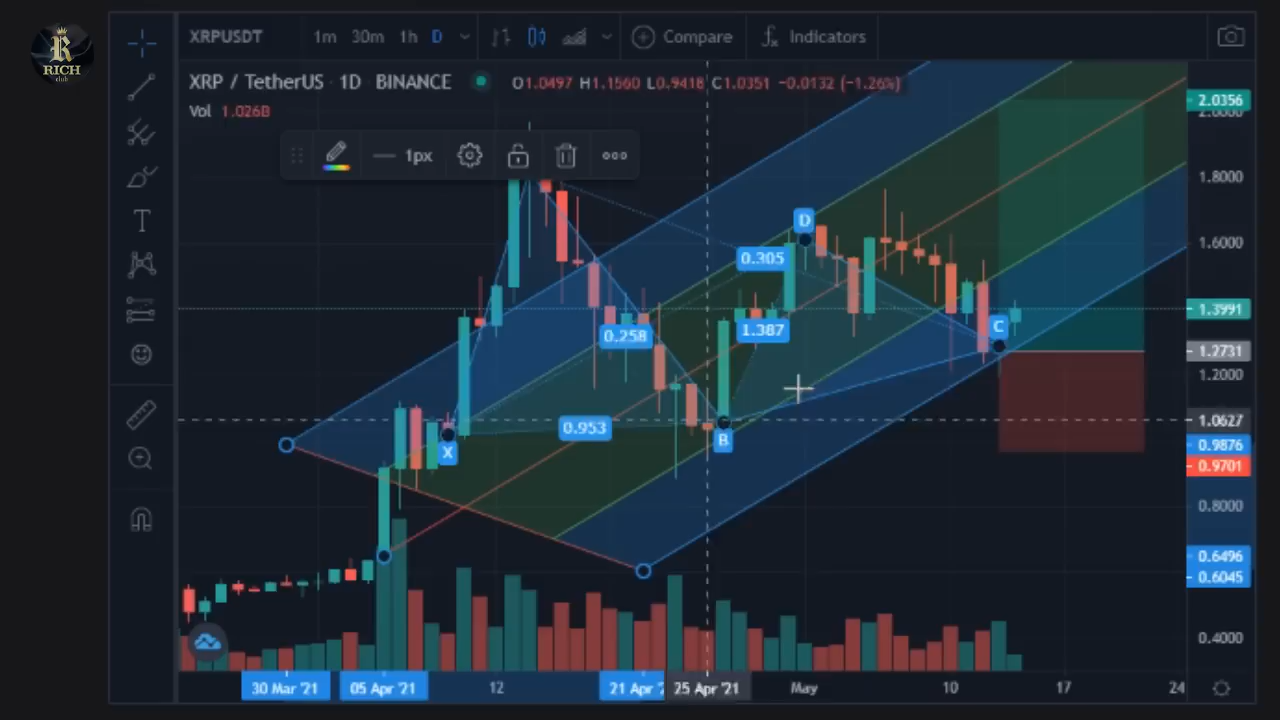 R
RICH
club
XRPUSDT 1m 30m 1h D Compare Indicators
XRP / TetherUS · 1D BINANCE O1.0497 H1.1560 L0.9418 C1.0351 −0.0132 (−1.26%)
Vol 1.026B
1px
2.0356
2.0000
1.8000
1.6000
1.3991
1.2731
1.2000
1.0627
0.9876
0.9701
0.8000
0.6496
0.6045
0.4000
D
0.305
0.258
1.387
C
0.953
X
B
30 Mar '21 05 Apr '21 12 21 Apr 25 Apr '21 May 10 17 24